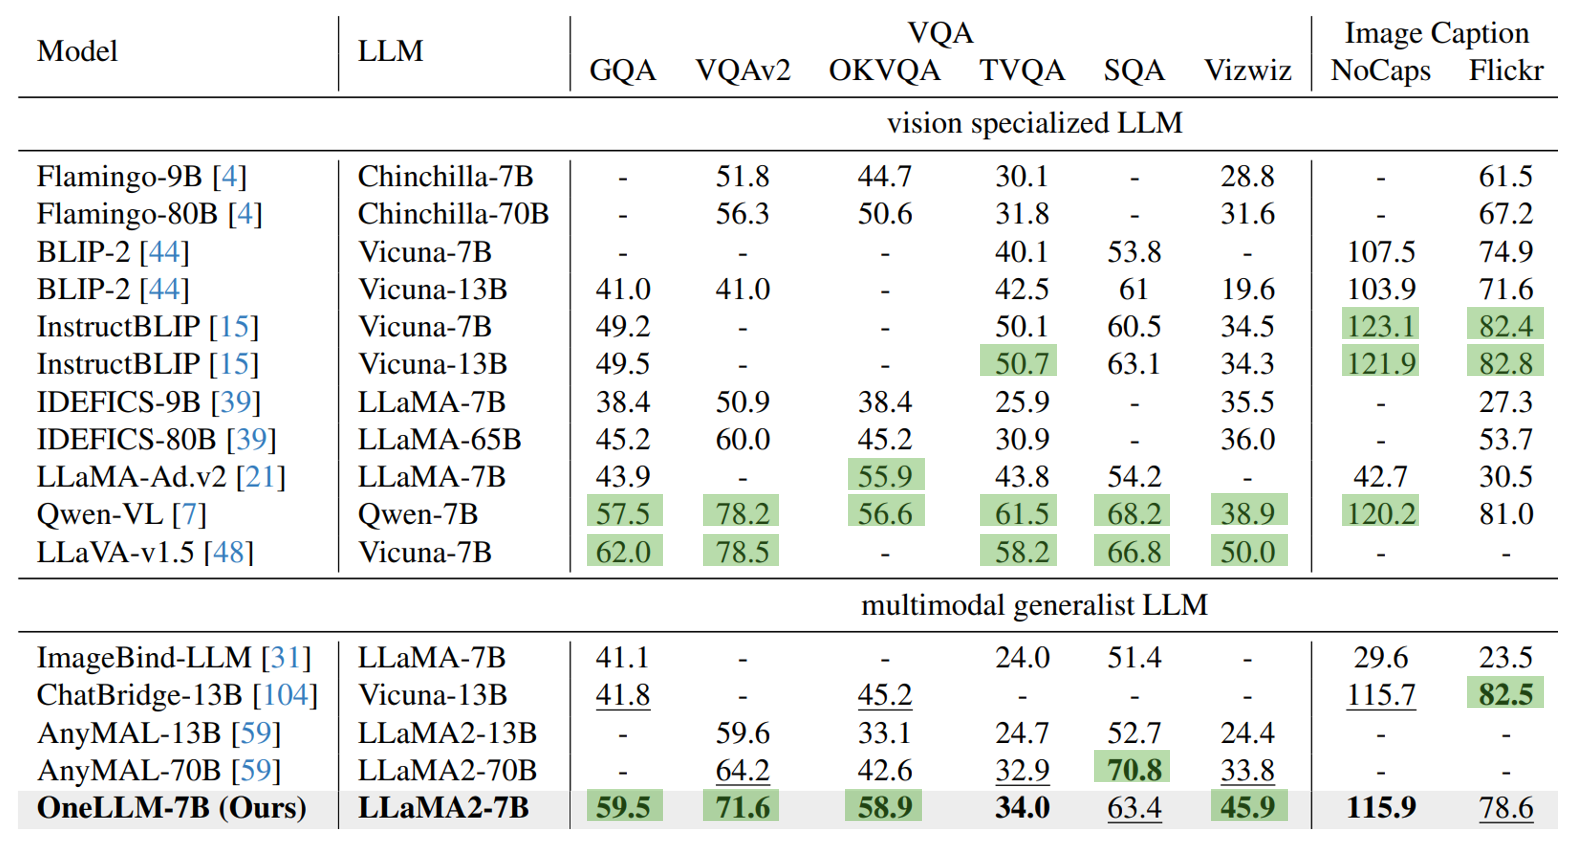 Model LLM VQA Image Caption
GQA VQAv2 OKVQA TVQA SQA Vizwiz NoCaps Flickr
vision specialized LLM
Flamingo-9B [4] Chinchilla-7B - 51.8 44.7 30.1 - 28.8 - 61.5
Flamingo-80B [4] Chinchilla-70B - 56.3 50.6 31.8 - 31.6 - 67.2
BLIP-2 [44] Vicuna-7B - - - 40.1 53.8 - 107.5 74.9
BLIP-2 [44] Vicuna-13B 41.0 41.0 - 42.5 61 19.6 103.9 71.6
InstructBLIP [15] Vicuna-7B 49.2 - - 50.1 60.5 34.5 123.1 82.4
InstructBLIP [15] Vicuna-13B 49.5 - - 50.7 63.1 34.3 121.9 82.8
IDEFICS-9B [39] LLaMA-7B 38.4 50.9 38.4 25.9 - 35.5 - 27.3
IDEFICS-80B [39] LLaMA-65B 45.2 60.0 45.2 30.9 - 36.0 - 53.7
LLaMA-Ad.v2 [21] LLaMA-7B 43.9 - 55.9 43.8 54.2 - 42.7 30.5
Qwen-VL [7] Qwen-7B 57.5 78.2 56.6 61.5 68.2 38.9 120.2 81.0
LLaVA-v1.5 [48] Vicuna-7B 62.0 78.5 - 58.2 66.8 50.0 - -
multimodal generalist LLM
ImageBind-LLM [31] LLaMA-7B 41.1 - - 24.0 51.4 - 29.6 23.5
ChatBridge-13B [104] Vicuna-13B 41.8 - 45.2 - - - 115.7 82.5
AnyMAL-13B [59] LLaMA2-13B - 59.6 33.1 24.7 52.7 24.4 - -
AnyMAL-70B [59] LLaMA2-70B - 64.2 42.6 32.9 70.8 33.8 - -
OneLLM-7B (Ours) LLaMA2-7B 59.5 71.6 58.9 34.0 63.4 45.9 115.9 78.6